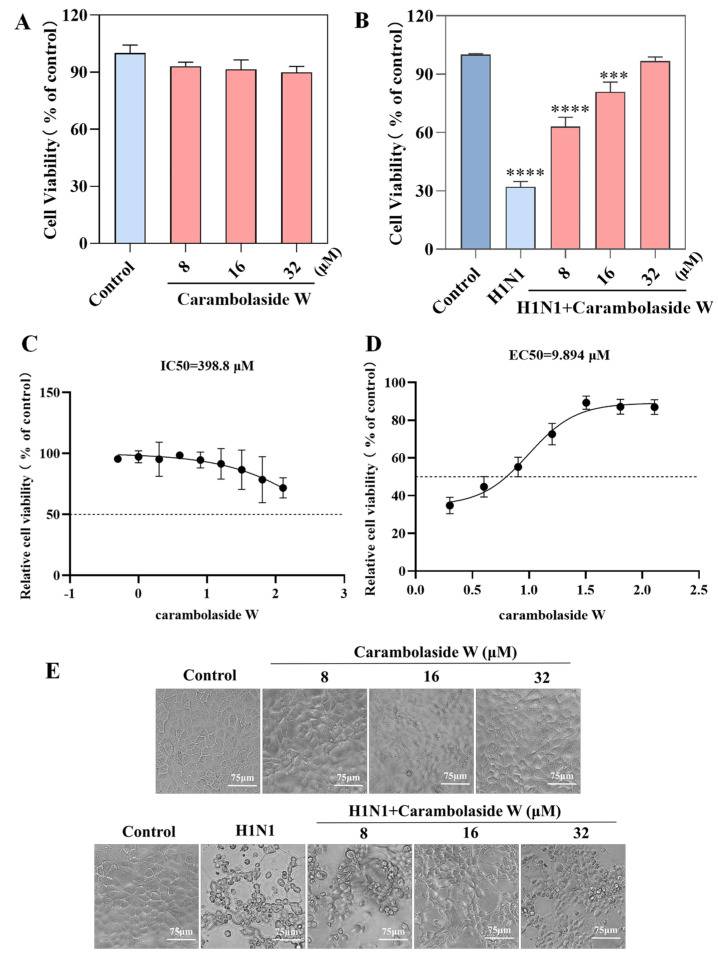 A
120
90
60
30
0
Cell Viability( % of control)
Control
8
16
32
(μM)
Carambolaside W
B
120
90
60
30
0
Cell Viability( % of control)
****
****
***
Control
H1N1
8
16
32
(μM)
H1N1+Carambolaside W
C
IC50=398.8 μM
150
100
50
0
Relative cell viability( % of control)
-1
0
1
2
3
carambolaside W
D
EC50=9.894 μM
100
80
60
40
20
0
Relative cell viability( % of control)
0.0
0.5
1.0
1.5
2.0
2.5
carambolaside W
E
Carambolaside W (μM)
Control
8
16
32
75μm
75μm
75μm
75μm
H1N1+Carambolaside W (μM)
Control
H1N1
8
16
32
75μm
75μm
75μm
75μm
75μm